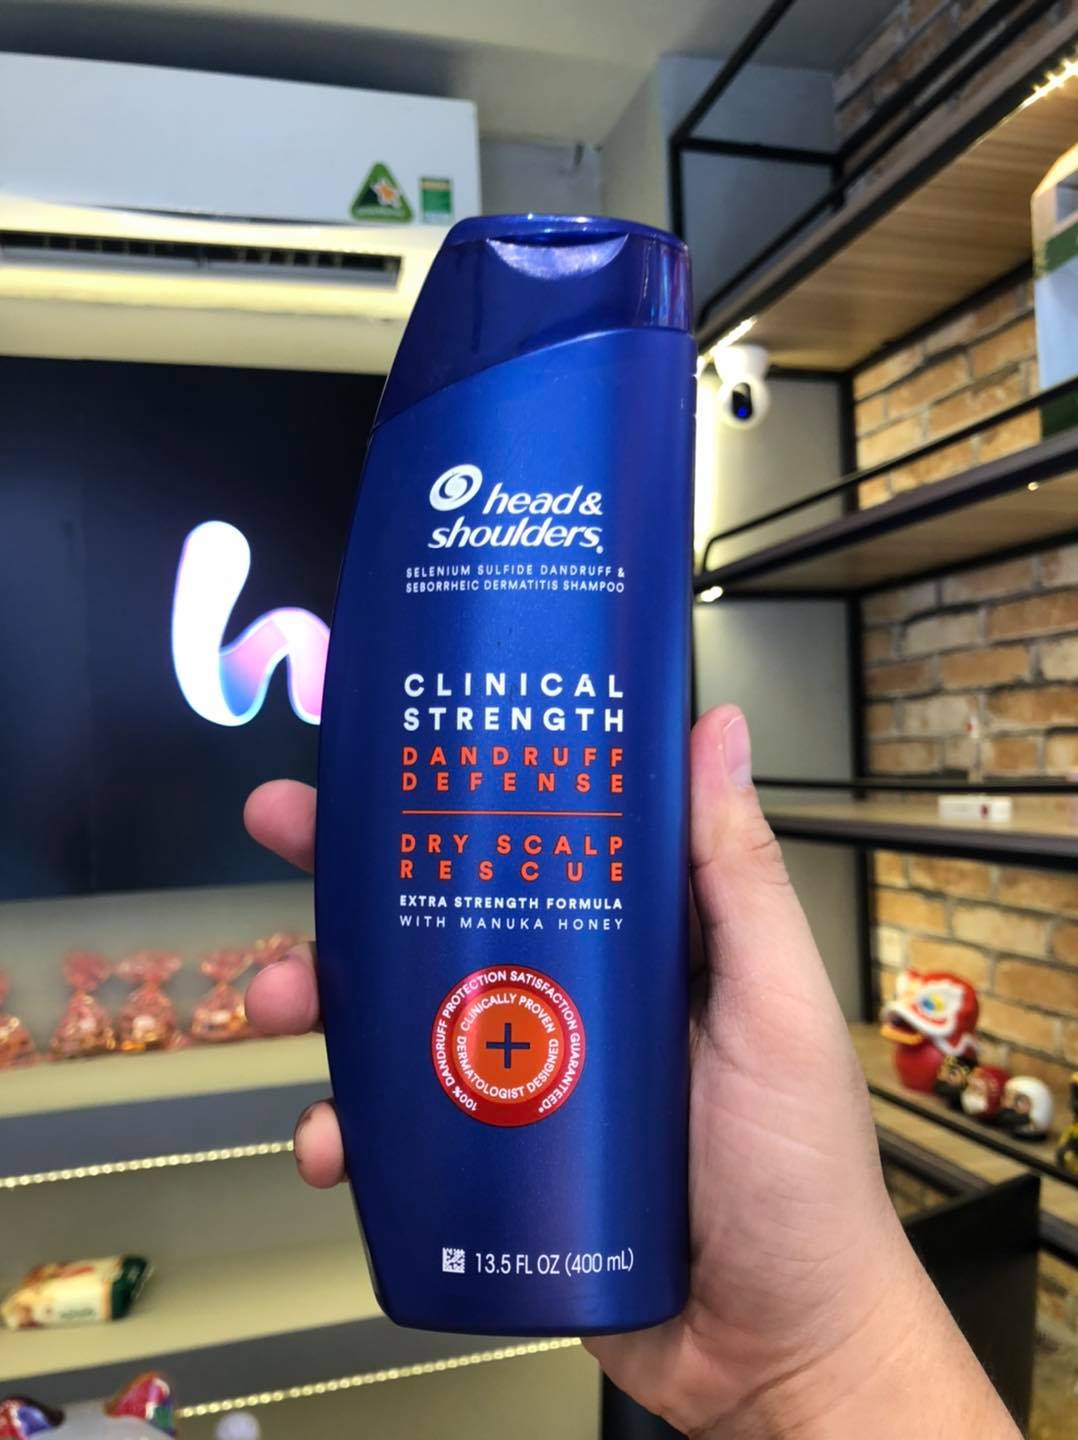 head &
shoulders.
SELENIUM SULFIDE DANDRUFF &
SEBORRHEIC DERMATITIS SHAMPOO
CLINICAL
STRENGTH
DANDRUFF
DEFENSE
DRY SCALP
RESCUE
EXTRA STRENGTH FORMULA
WITH MANUKA HONEY
100% DANDRUFF PROTECTION SATISFACTION GUARANTEED*
CLINICALLY PROVEN
DERMATOLOGIST DESIGNED
13.5 FL OZ (400 mL)